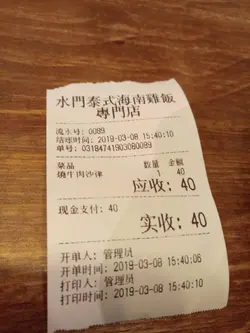 水門泰式海南雞飯
專門店
流水号: 0089
结账时间: 2019-03-08 15:40:10
单号: 03184741903080089
菜品 数量 金额
燒牛肉沙律 1 40
应收: 40
现金支付: 40
实收: 40
开单人: 管理员
开单时间: 2019-03-08 15:40:06
打印人: 管理员
打印时间: 2019-03-08 15:40:10